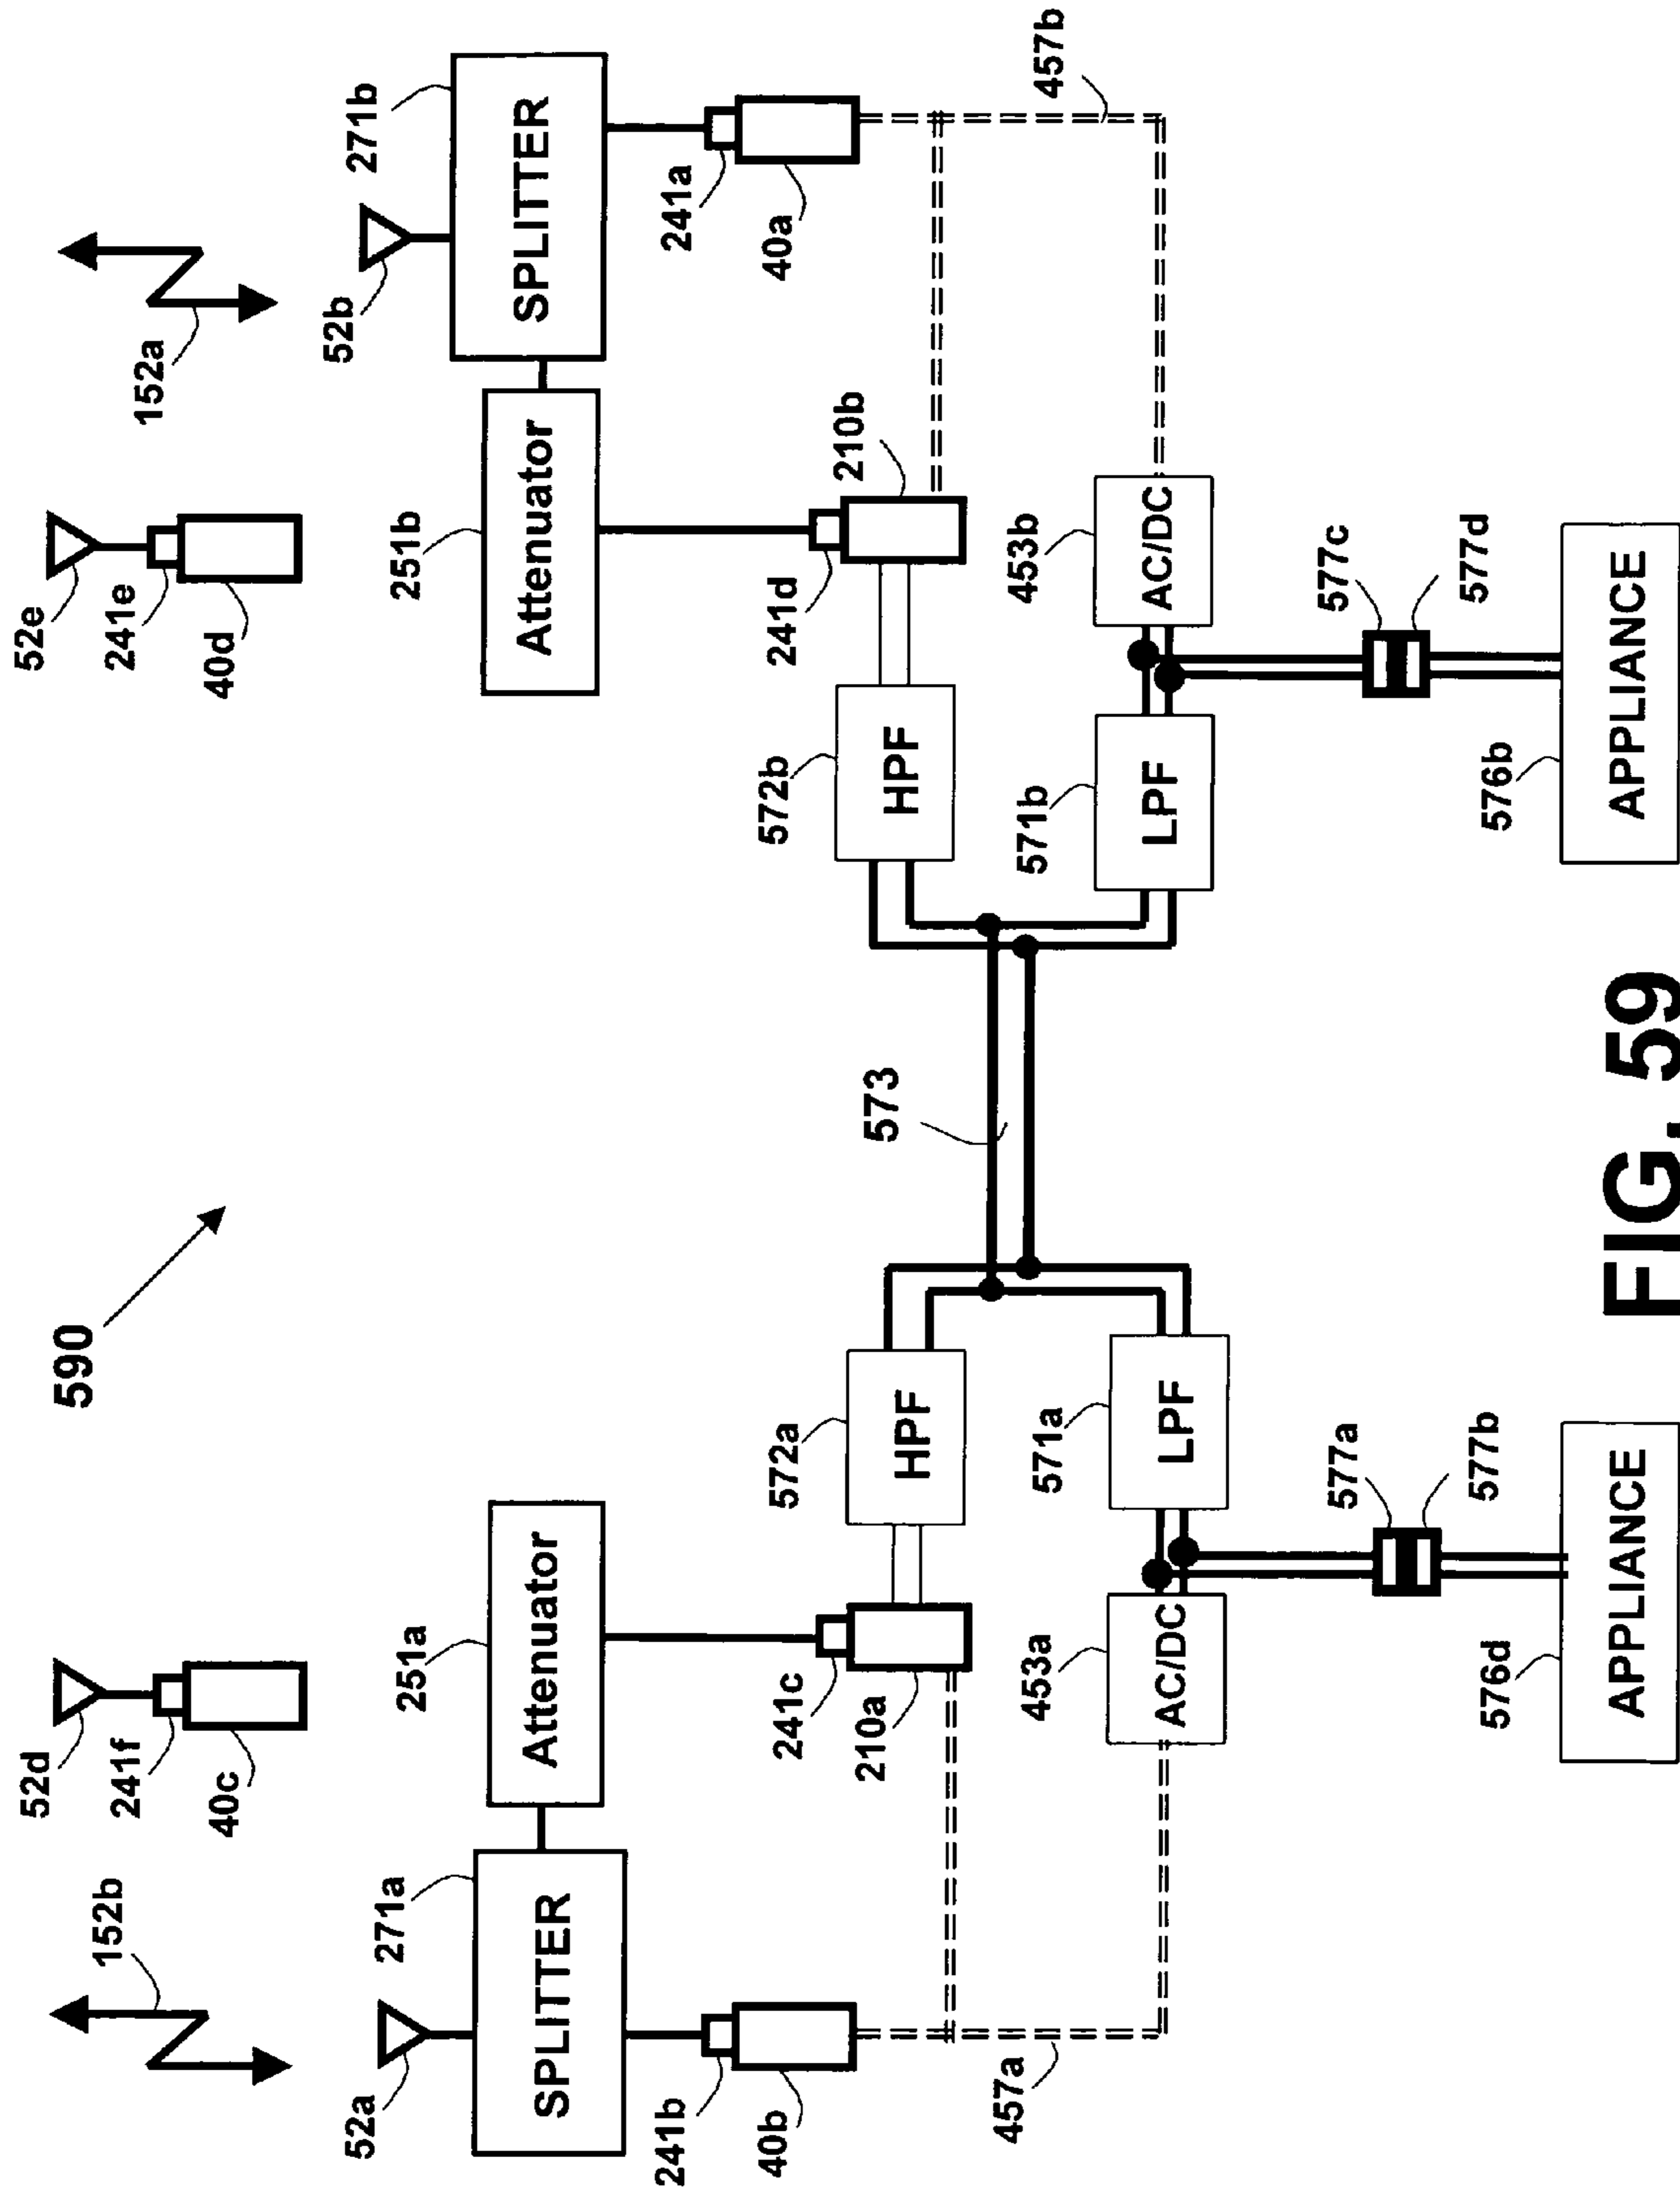 590
152b
52d
241f
40c
52e
241e
40d
152a
52a
271a
SPLITTER
251a
Attenuator
251b
Attenuator
52b
271b
SPLITTER
241b
40b
241c
210a
572a
HPF
573
572b
HPF
241d
210b
241a
40a
457a
453a
AC/DC
571a
LPF
571b
LPF
453b
AC/DC
457b
577a
577b
577c
577d
576d
APPLIANCE
576b
APPLIANCE
FIG. 59